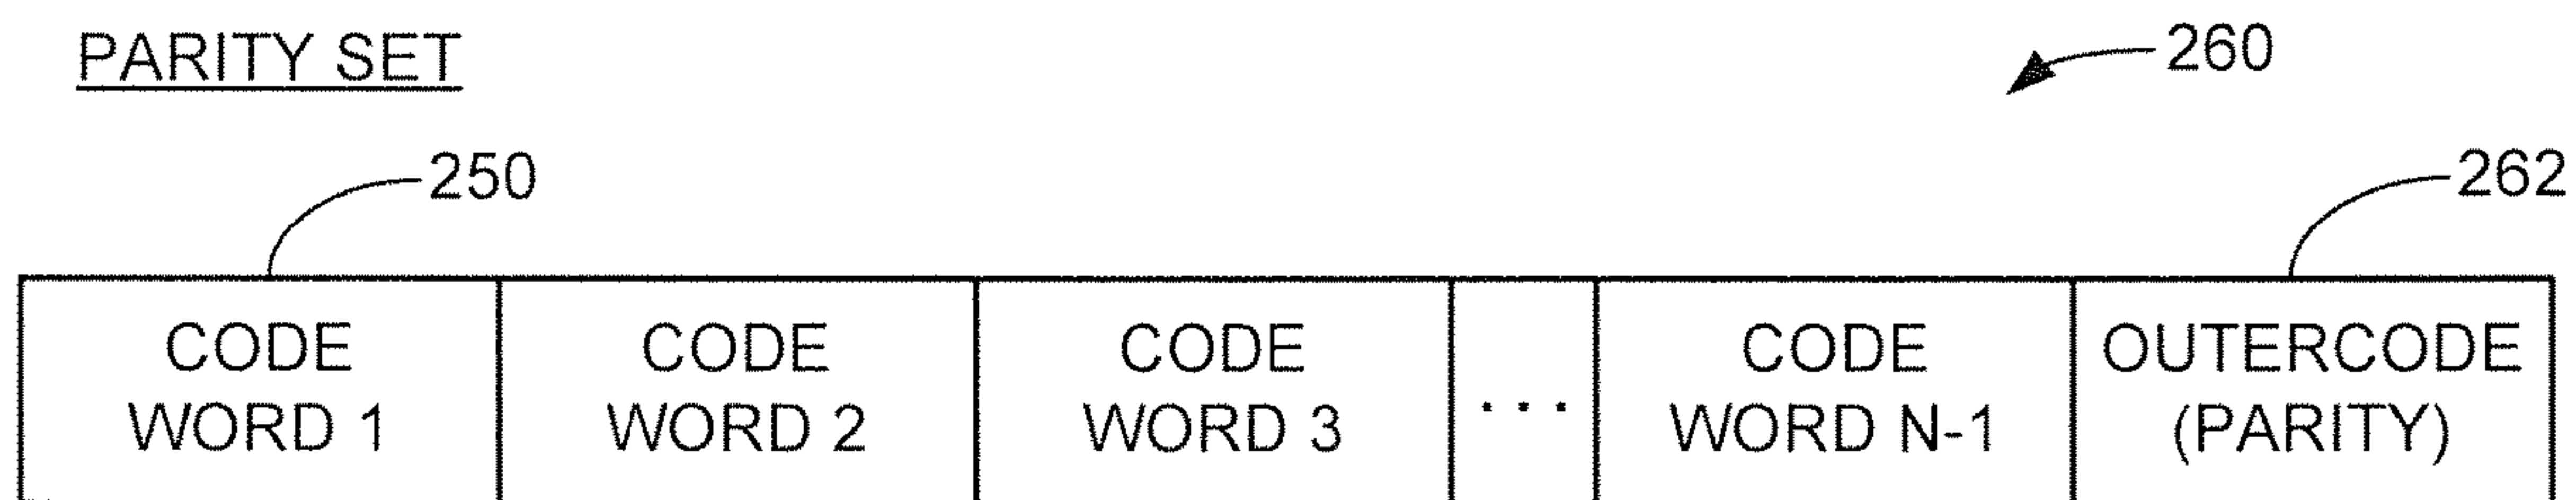 PARITY SET
260
250
262
CODE WORD 1
CODE WORD 2
CODE WORD 3
. . .
CODE WORD N-1
OUTERCODE (PARITY)